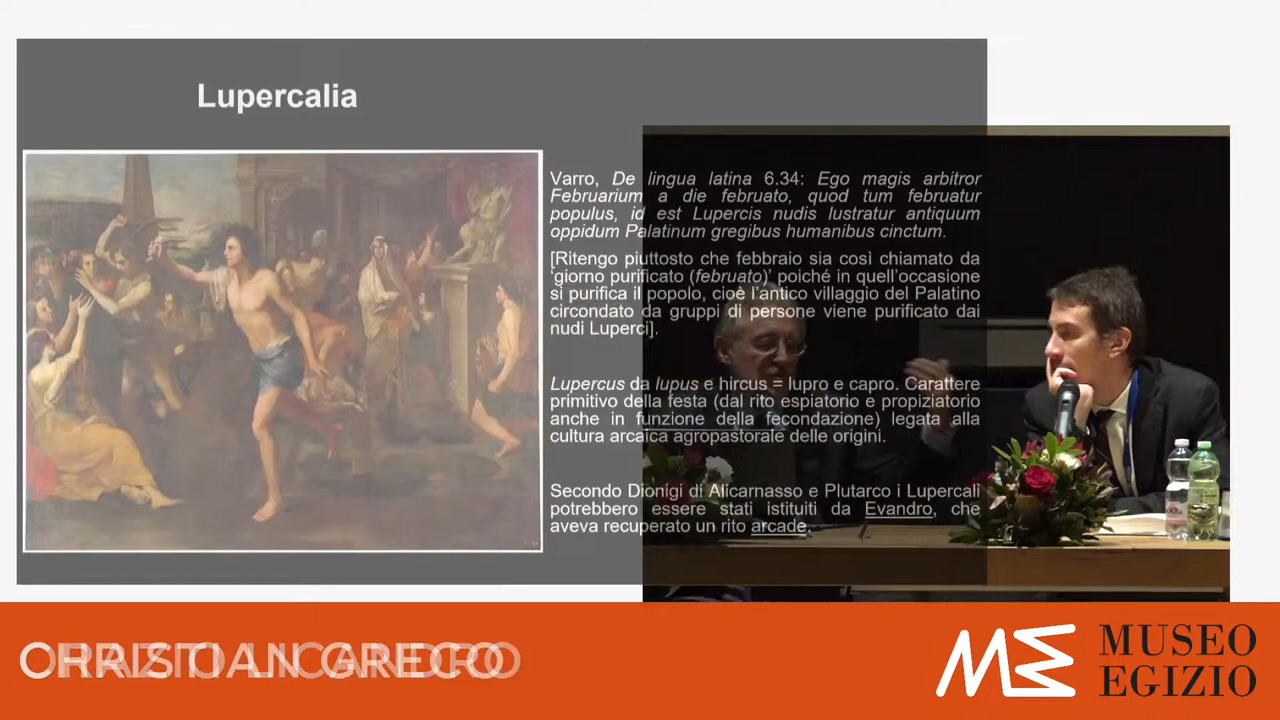 Lupercalia
Varro, De lingua latina 6.34: Ego magis arbitror
Februarium a die februato, quod tum februatur
populus, id est Lupercis nudis lustratur antiquum
oppidum Palatinum gregibus humanibus cinctum.
[Ritengo piuttosto che febbraio sia così chiamato da
'giorno purificato (februato)' poiché in quell'occasione
si purifica il popolo, cioè l'antico villaggio del Palatino
circondato da gruppi di persone viene purificato dai
nudi Luperci].
Lupercus da lupus e hircus = lupro e capro. Carattere
primitivo della festa (dal rito espiatorio e propiziatorio
anche in funzione della fecondazione) legata alla
cultura arcaica agropastorale delle origini.
Secondo Dionigi di Alicarnasso e Plutarco i Lupercali
potrebbero essere stati istituiti da Evandro, che
aveva recuperato un rito arcade.
MUSEO
EGIZIO